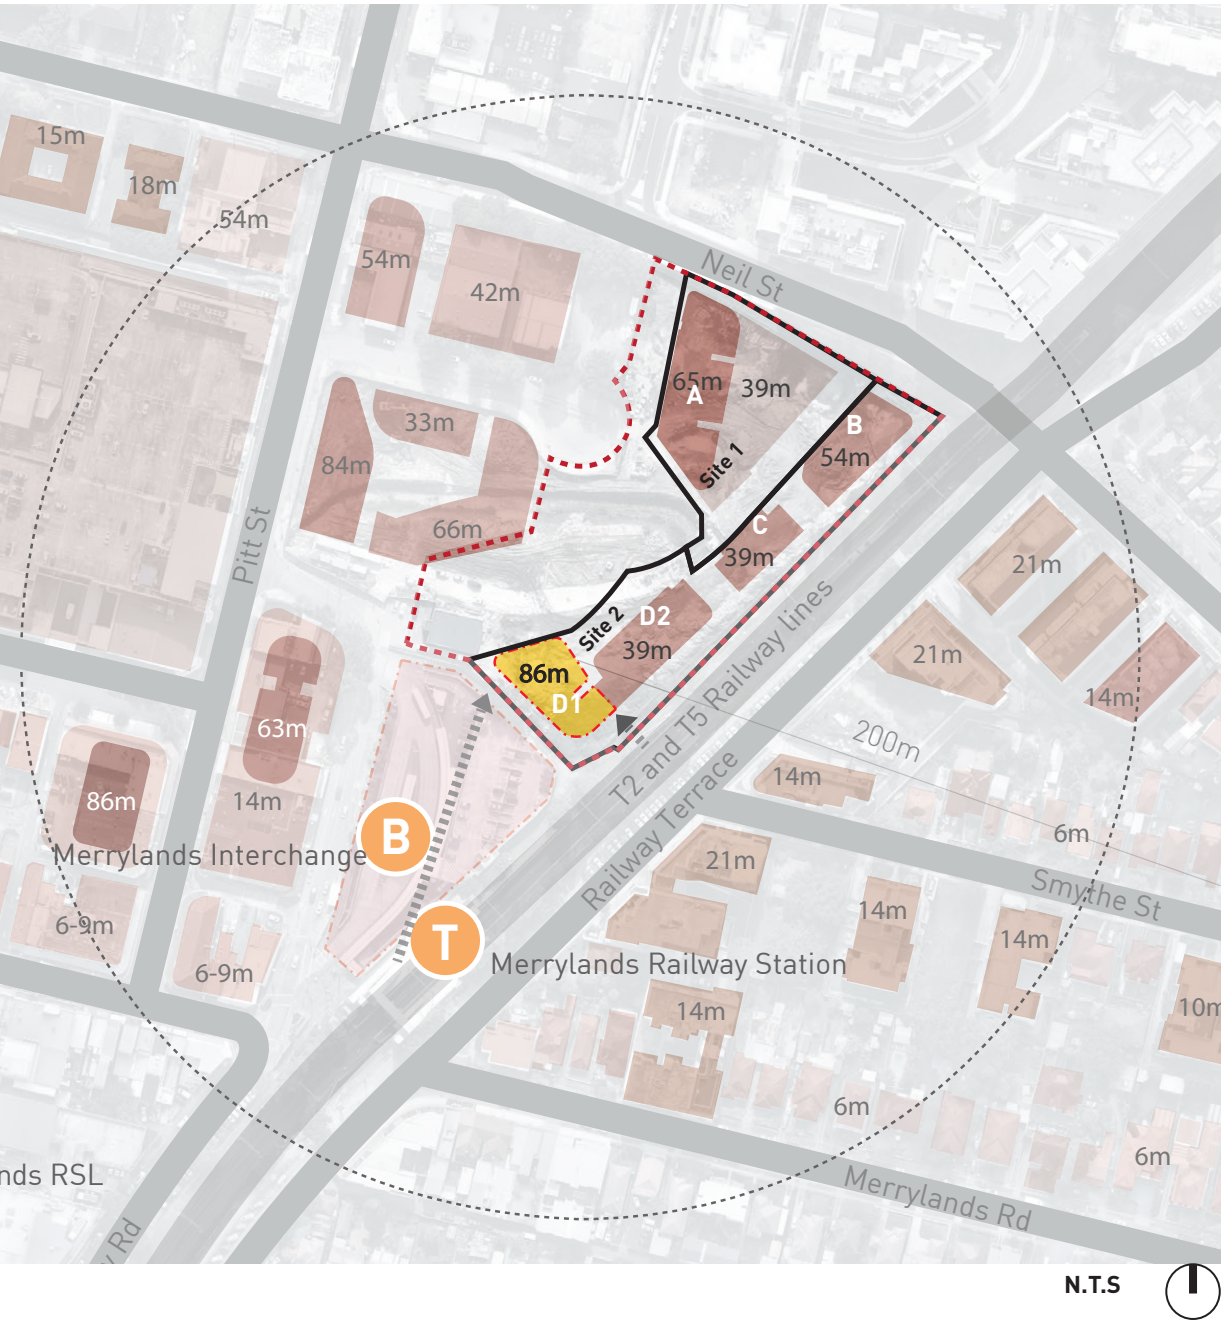 15m
18m
54m
54m
42m
Neil St
65m
A
39m
B
54m
Site 1
33m
84m
66m
C
39m
Pitt St
D2
39m
Site 2
86m
D1
21m
21m
14m
63m
86m
14m
T2 and T5 Railway lines
200m
14m
Railway Terrace
6m
Merrylands Interchange
B
21m
Smythe St
6-9m
14m
14m
T
Merrylands Railway Station
6-9m
14m
10m
6m
6m
nds RSL
Merrylands Rd
y Rd
N.T.S